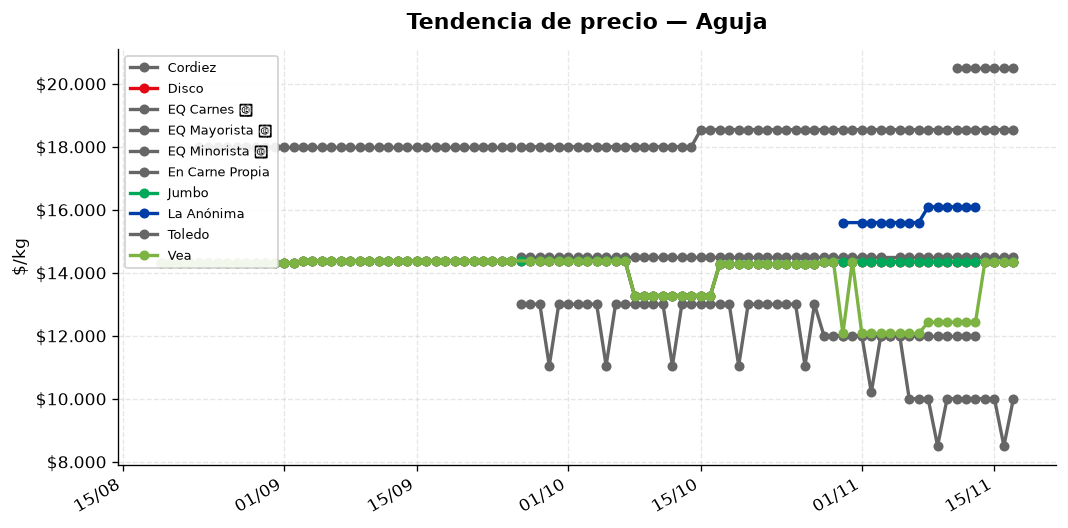 Tendencia de precio — Aguja
Cordiez
Disco
EQ Carnes
EQ Mayorista
EQ Minorista
En Carne Propia
Jumbo
La Anónima
Toledo
Vea
$/kg
$20.000
$18.000
$16.000
$14.000
$12.000
$10.000
$8.000
15/08
01/09
15/09
01/10
15/10
01/11
15/11